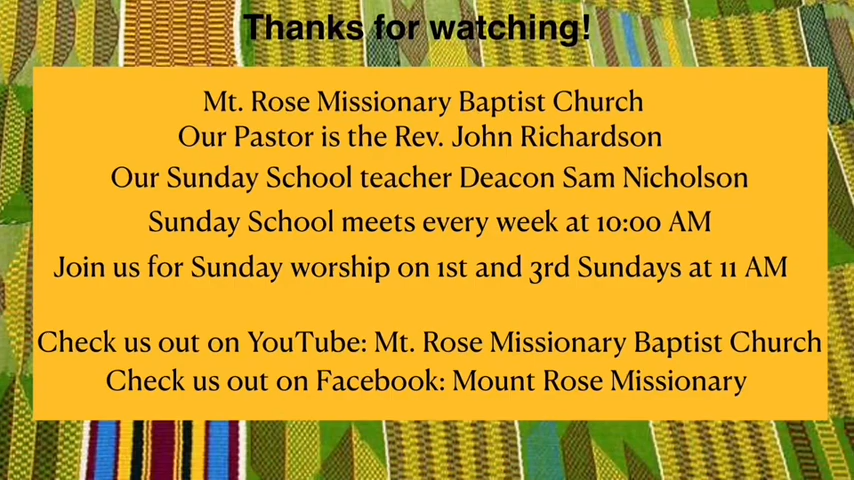 Thanks for watching!
Mt. Rose Missionary Baptist Church
Our Pastor is the Rev. John Richardson
Our Sunday School teacher Deacon Sam Nicholson
Sunday School meets every week at 10:00 AM
Join us for Sunday worship on 1st and 3rd Sundays at 11 AM
Check us out on YouTube: Mt. Rose Missionary Baptist Church
Check us out on Facebook: Mount Rose Missionary